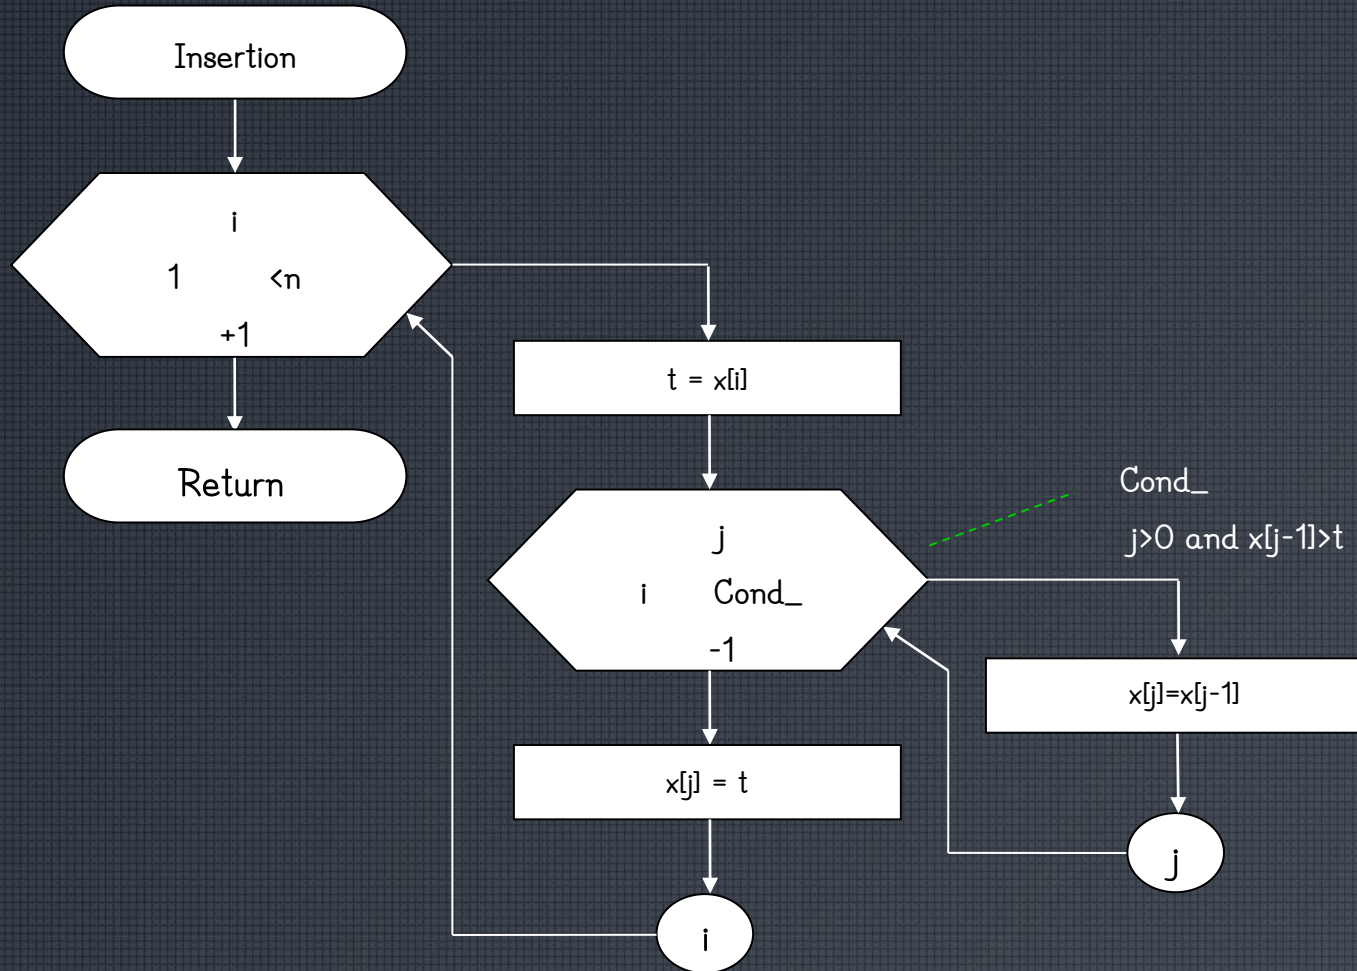 Insertion
i
1 <n
+1
Return
t = x[i]
j
i Cond_
-1
Cond_
j>0 and x[j-1]>t
x[j]=x[j-1]
x[j] = t
j
i